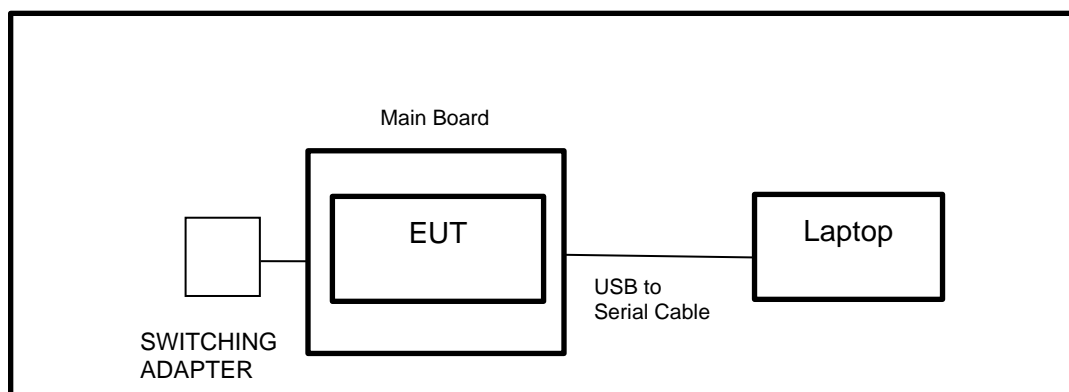 Main Board
EUT
Laptop
USB to
Serial Cable
SWITCHING
ADAPTER